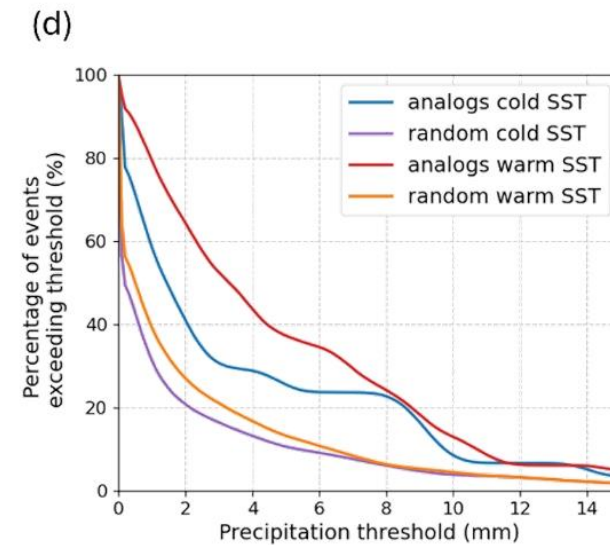 (d)
100
80
60
40
20
0
Percentage of events
exceeding threshold (%)
analogs cold SST
random cold SST
analogs warm SST
random warm SST
0 2 4 6 8 10 12 14
Precipitation threshold (mm)